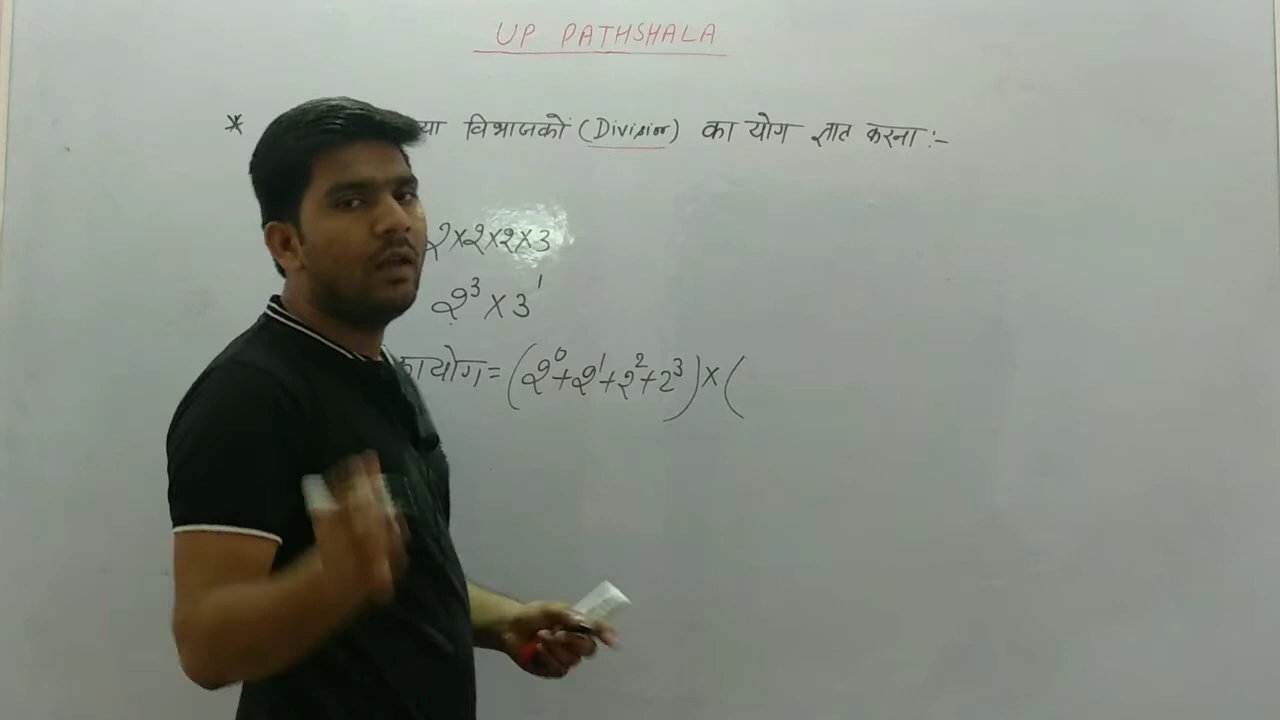 UP PATHSHALA
* या विभाजकों (Division) का योग ज्ञात करना :-
2×2×2×3
2³ × 3¹
का योग = (2⁰+2¹+2²+2³) × (